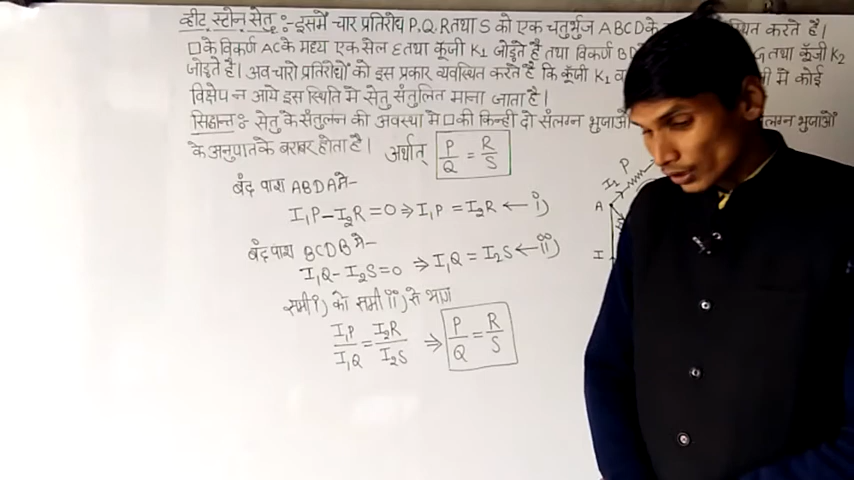 व्हीट स्टोन सेतु :- इसमें चार प्रतिरोध P,Q,R तथा S को एक चतुर्भुज ABCD के करते है।
□ के विकर्ण AC के मध्य एक सेल E तथा कूँजी K₁ जोड़ते है तथा विकर्ण G तथा कूँजी K₂
जोड़ते है। अब चारो प्रतिरोधों को इस प्रकार व्यवस्थित करते है कि कूँजी K₁ मे कोई
विक्षेप न आये इस स्थिति मे सेतु संतुलित माना जाता है।
सिद्धान्त :- सेतु के संतुलन की अवस्था मे □ की किन्ही दो संलग्न भुजाओं संलग्न भुजाओं
के अनुपात के बराबर होता है। अर्थात् P/Q = R/S
बंद पाश ABDA मे-
I₁P - I₂R = 0 ⇒ I₁P = I₂R ← i)
बंद पाश BCDB मे-
I₁Q - I₂S = 0 ⇒ I₁Q = I₂S ← ii)
समी i) को समी ii) से भाग
I₁P/I₁Q = I₂R/I₂S ⇒ P/Q = R/S
P
I₁
A
I